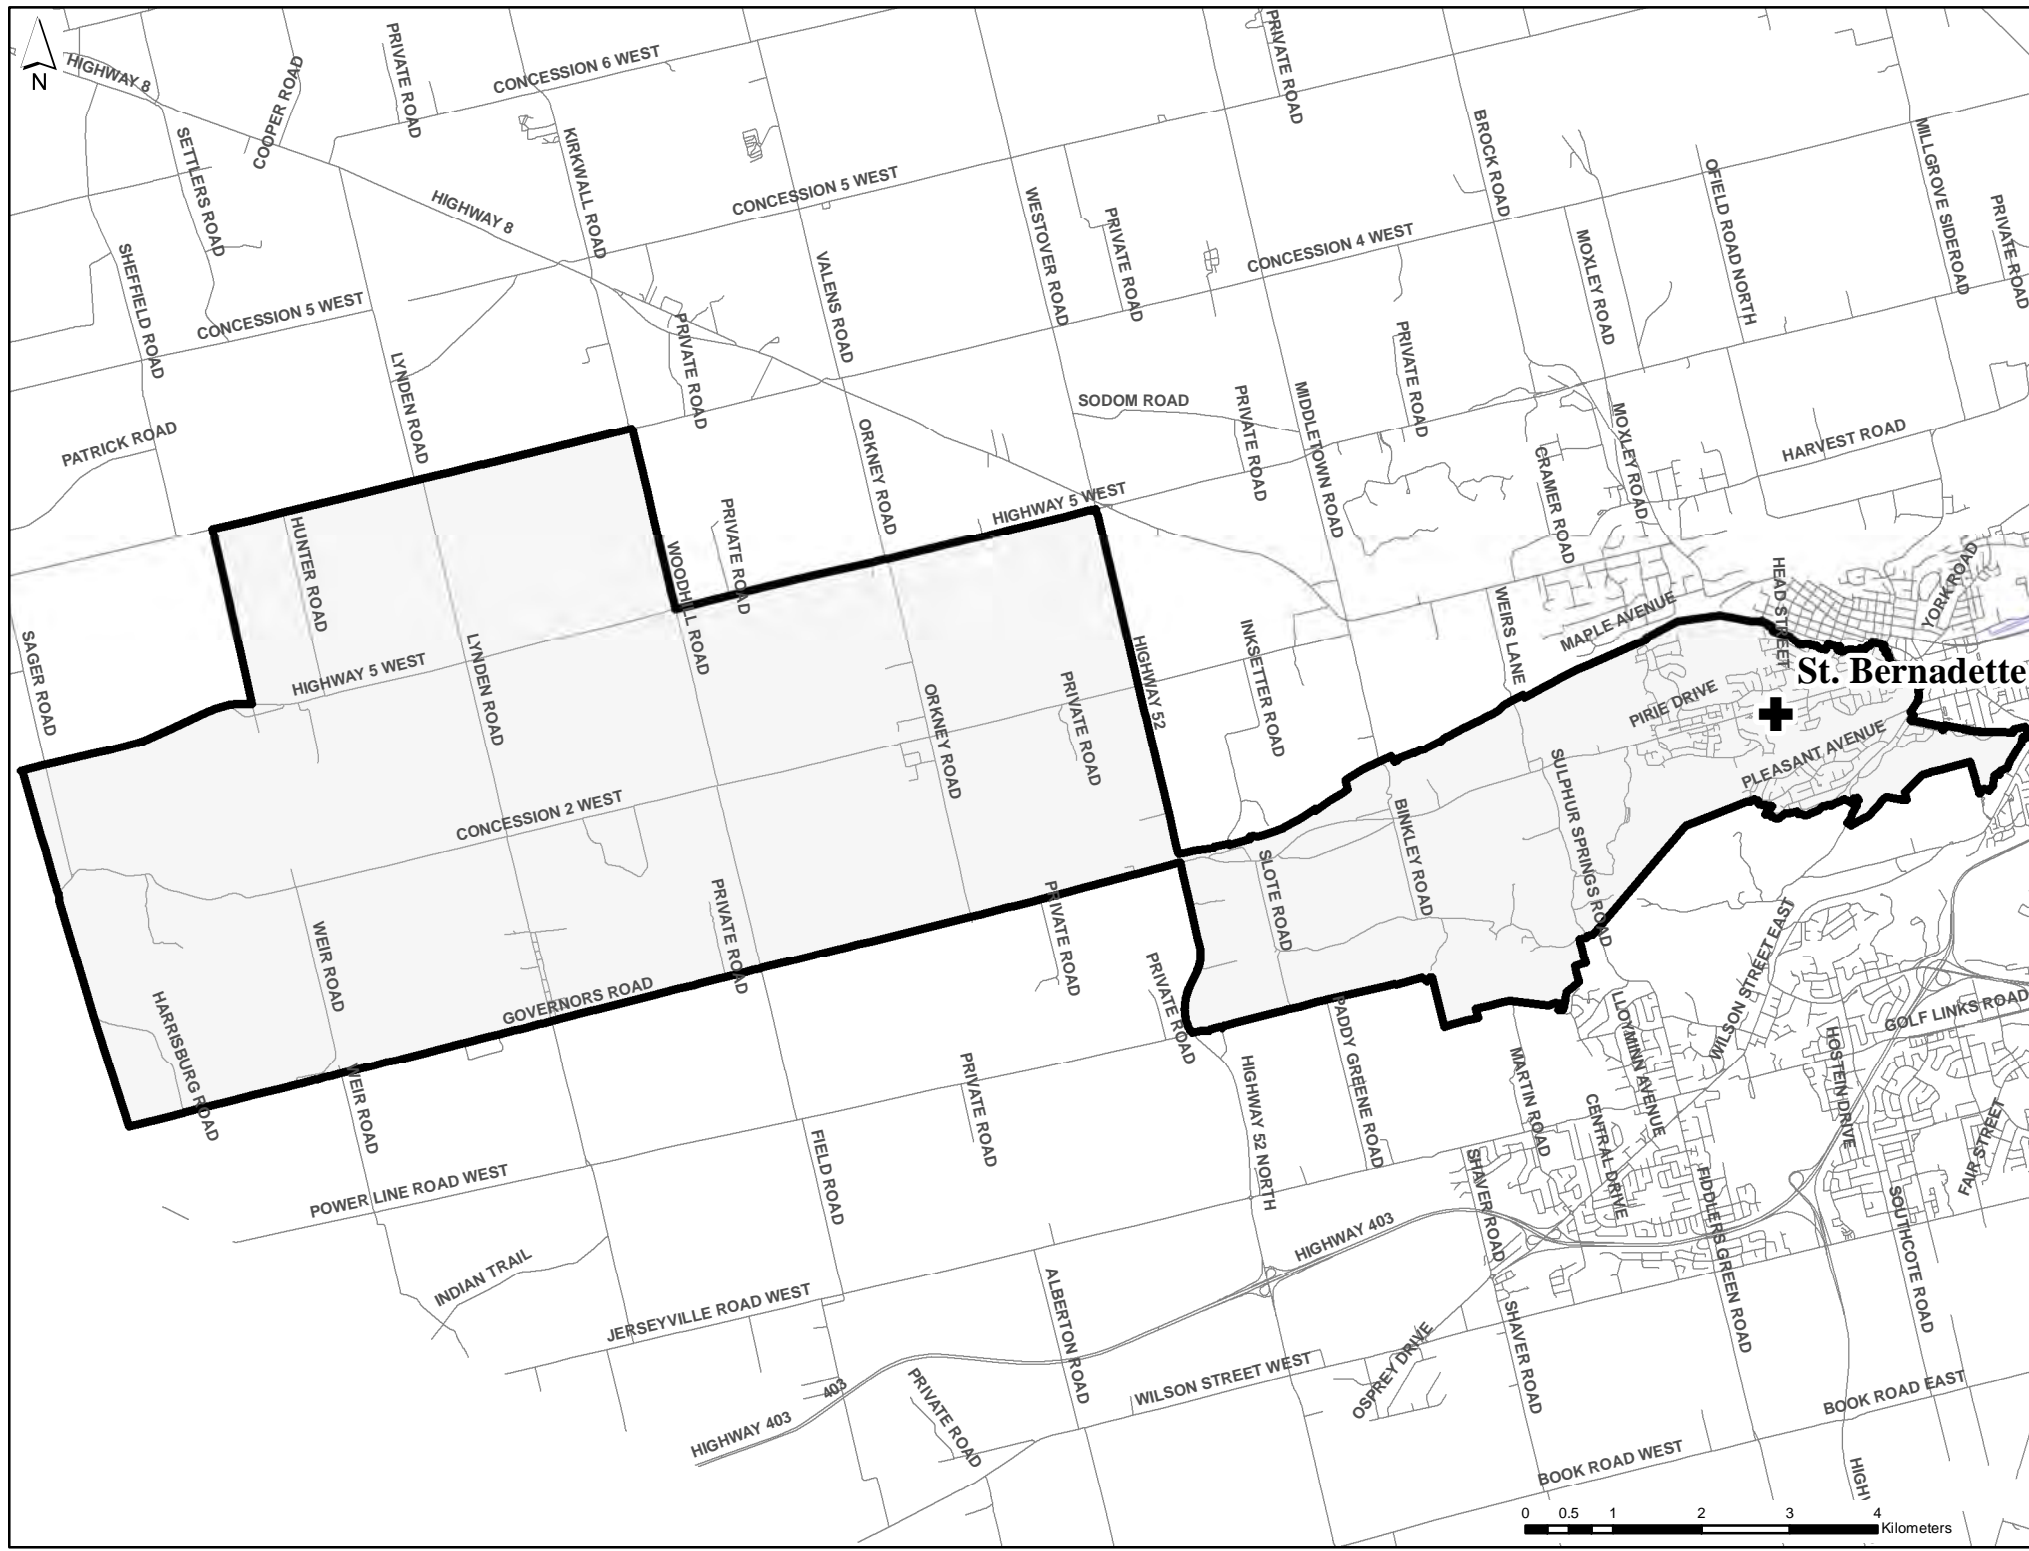 N
HIGHWAY 8
COOPER ROAD
PRIVATE ROAD
CONCESSION 6 WEST
PRIVATE ROAD
SETTLERS ROAD
KIRKWALL ROAD
BROCK ROAD
MILLGROVE SIDEROAD
HIGHWAY 8
CONCESSION 5 WEST
WESTOVER ROAD
PRIVATE ROAD
CONCESSION 4 WEST
MOXLEY ROAD
OFIELD ROAD NORTH
PRIVATE ROAD
SHEFFIELD ROAD
CONCESSION 5 WEST
VALENS ROAD
PRIVATE ROAD
LYNDEN ROAD
PRIVATE ROAD
SODOM ROAD
PRIVATE ROAD
MIDDLETOWN ROAD
MOXLEY ROAD
HARVEST ROAD
PATRICK ROAD
ORKNEY ROAD
CRAMER ROAD
HIGHWAY 5 WEST
PRIVATE ROAD
HUNTER ROAD
WOODHILL ROAD
HEAD STREET
YORK ROAD
WEIRS LANE
MAPLE AVENUE
SAGER ROAD
LYNDEN ROAD
HIGHWAY 5 WEST
HIGHWAY 52
INKSETTER ROAD
St. Bernadette
PIRIE DRIVE
ORKNEY ROAD
PRIVATE ROAD
PLEASANT AVENUE
SULPHUR SPRINGS ROAD
CONCESSION 2 WEST
BINKLEY ROAD
SLOTE ROAD
PRIVATE ROAD
PRIVATE ROAD
WEIR ROAD
WILSON STREET EAST
PRIVATE ROAD
GOVERNORS ROAD
HARRISBURG ROAD
PADDY GREENE ROAD
LLOYMINN AVENUE
GOLF LINKS ROAD
HOSTEIN DRIVE
WEIR ROAD
PRIVATE ROAD
HIGHWAY 52 NORTH
MARTIN ROAD
CENTRAL DRIVE
FAIR STREET
FIELD ROAD
SHAVER ROAD
FIDDLERS GREEN ROAD
SOUTHCOTE ROAD
POWER LINE ROAD WEST
HIGHWAY 403
INDIAN TRAIL
JERSEYVILLE ROAD WEST
ALBERTON ROAD
SHAVER ROAD
OSPREY DRIVE
WILSON STREET WEST
403
PRIVATE ROAD
HIGHWAY 403
BOOK ROAD EAST
BOOK ROAD WEST
HIGH
0 0.5 1 2 3 4
Kilometers